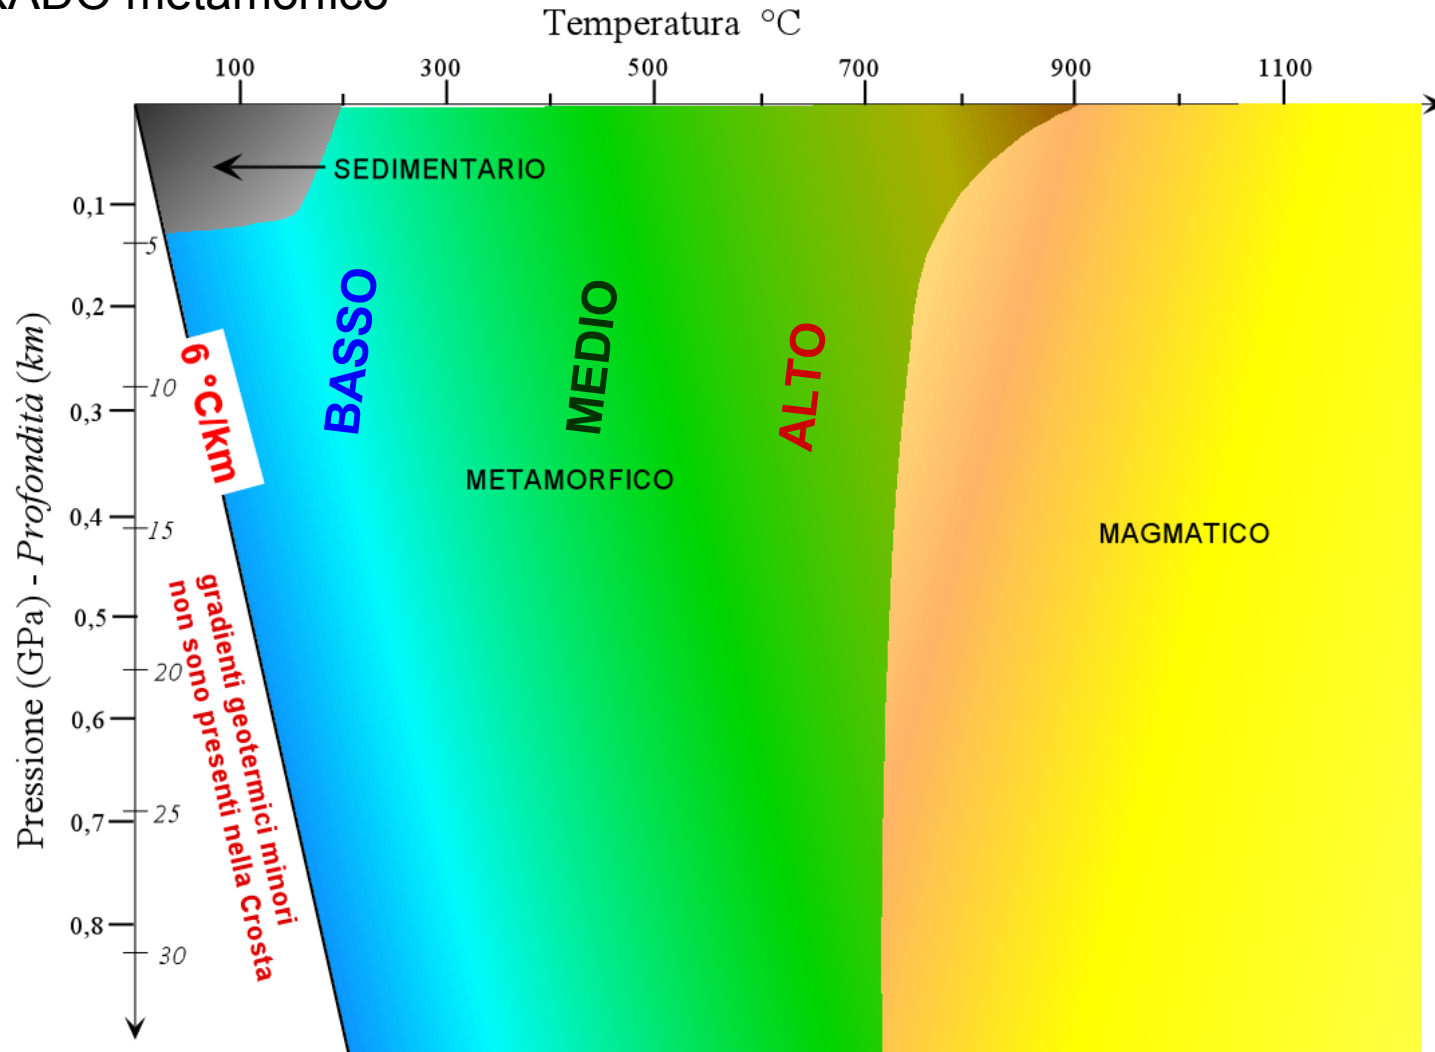 metamorfico
Temperatura °C
100 300 500 700 900 1100
SEDIMENTARIO
0,1
5
0,2
10
0,3
0,4
15
0,5
20
0,6
25
0,7
0,8
30
Pressione (GPa) - Profondità (km)
6 °C/km
BASSO
MEDIO
ALTO
METAMORFICO
MAGMATICO
gradienti geotermici minori
non sono presenti nella Crosta